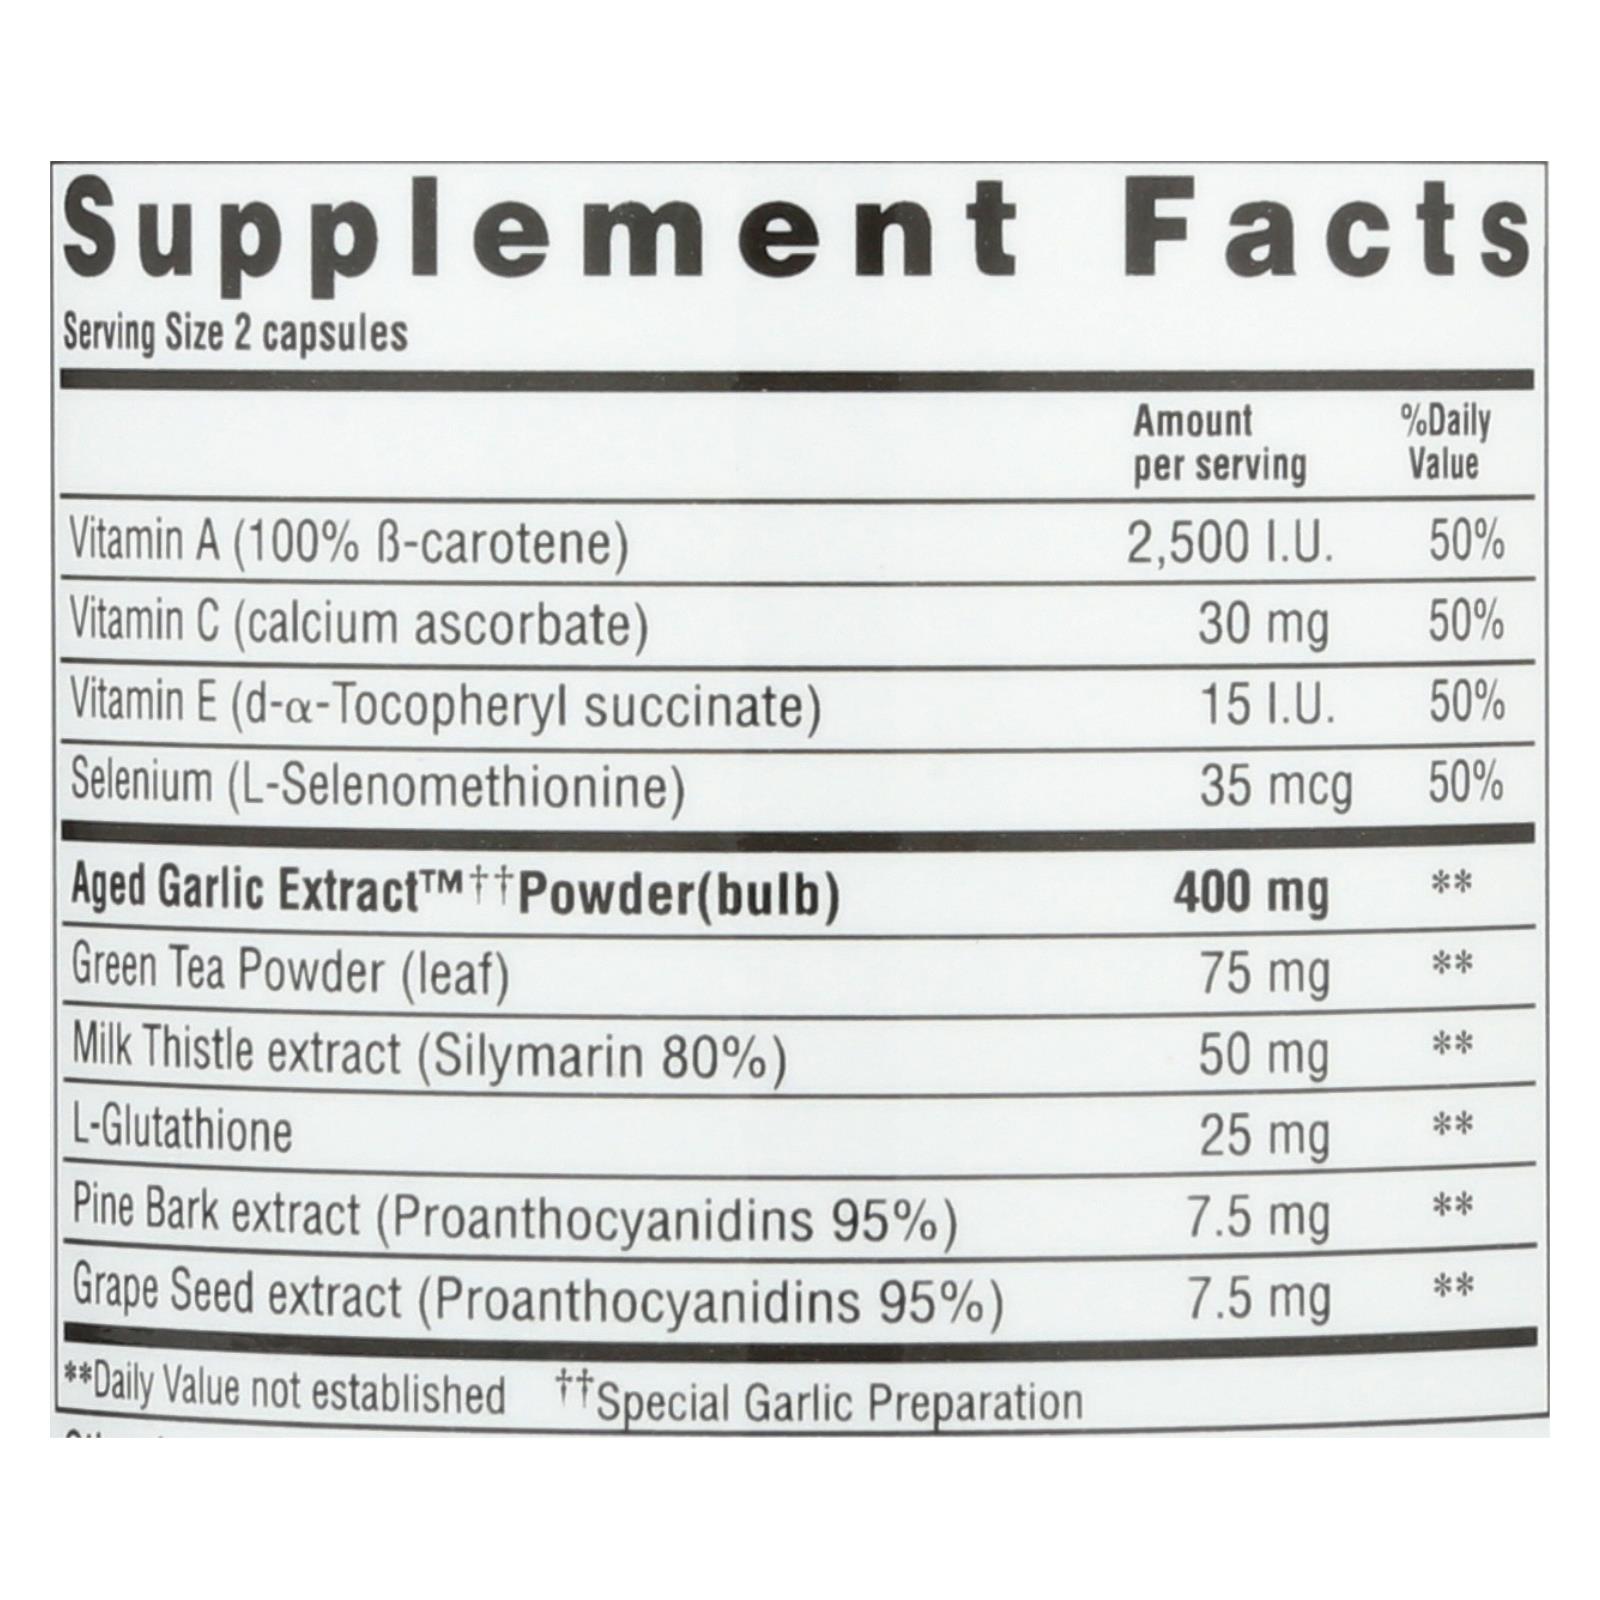 Supplement Facts
Serving Size 2 capsules
Amount per serving %Daily Value
Vitamin A (100% ß-carotene) 2,500 I.U. 50%
Vitamin C (calcium ascorbate) 30 mg 50%
Vitamin E (d-α-Tocopheryl succinate) 15 I.U. 50%
Selenium (L-Selenomethionine) 35 mcg 50%
Aged Garlic Extract™††Powder(bulb) 400 mg **
Green Tea Powder (leaf) 75 mg **
Milk Thistle extract (Silymarin 80%) 50 mg **
L-Glutathione 25 mg **
Pine Bark extract (Proanthocyanidins 95%) 7.5 mg **
Grape Seed extract (Proanthocyanidins 95%) 7.5 mg **
**Daily Value not established ††Special Garlic Preparation